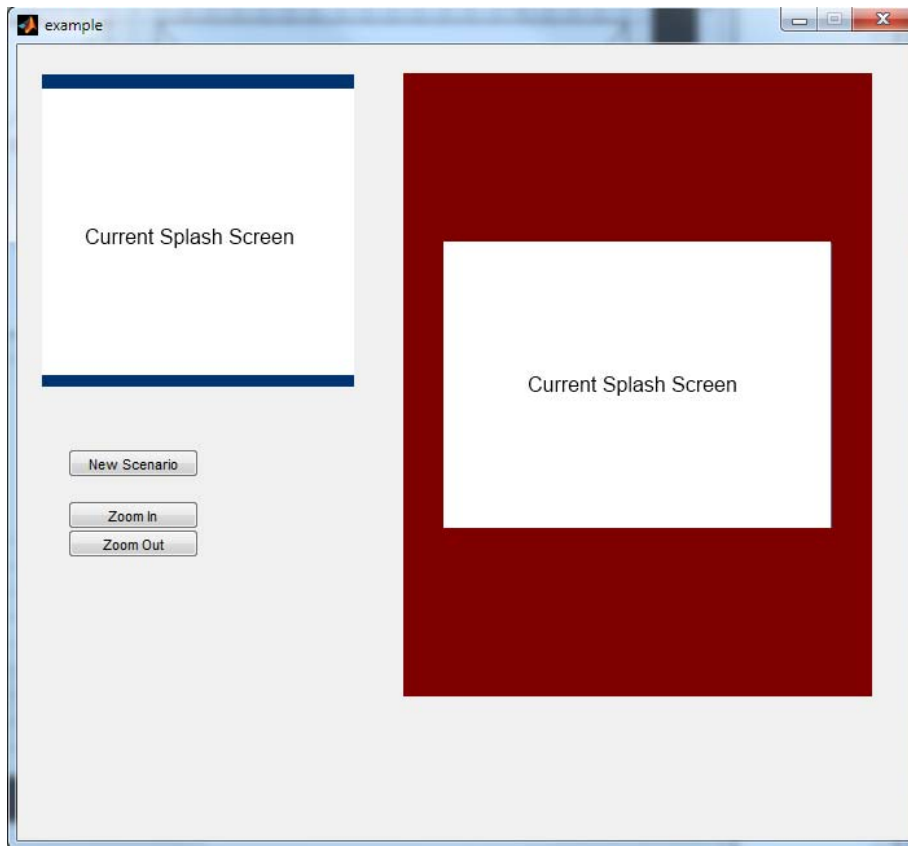 example
Current Splash Screen
Current Splash Screen
New Scenario
Zoom In
Zoom Out